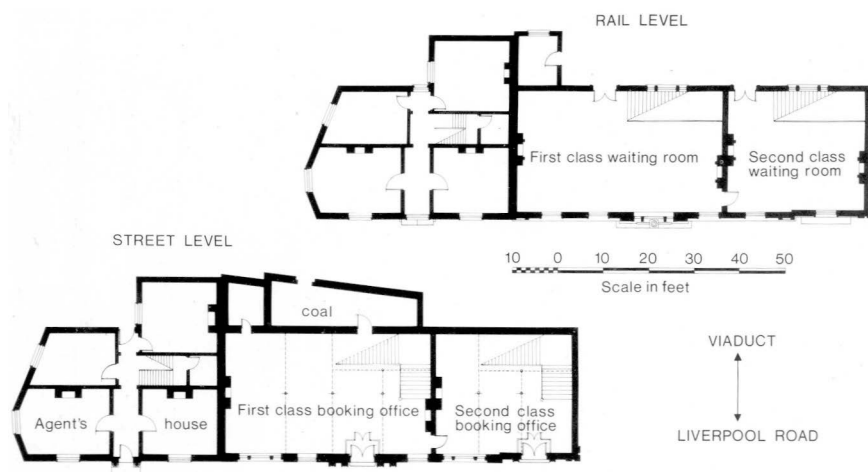 RAIL LEVEL
First class waiting room
Second class
waiting room
STREET LEVEL
10 0 10 20 30 40 50
Scale in feet
coal
VIADUCT
Agent's house
First class booking office
Second class
booking office
LIVERPOOL ROAD